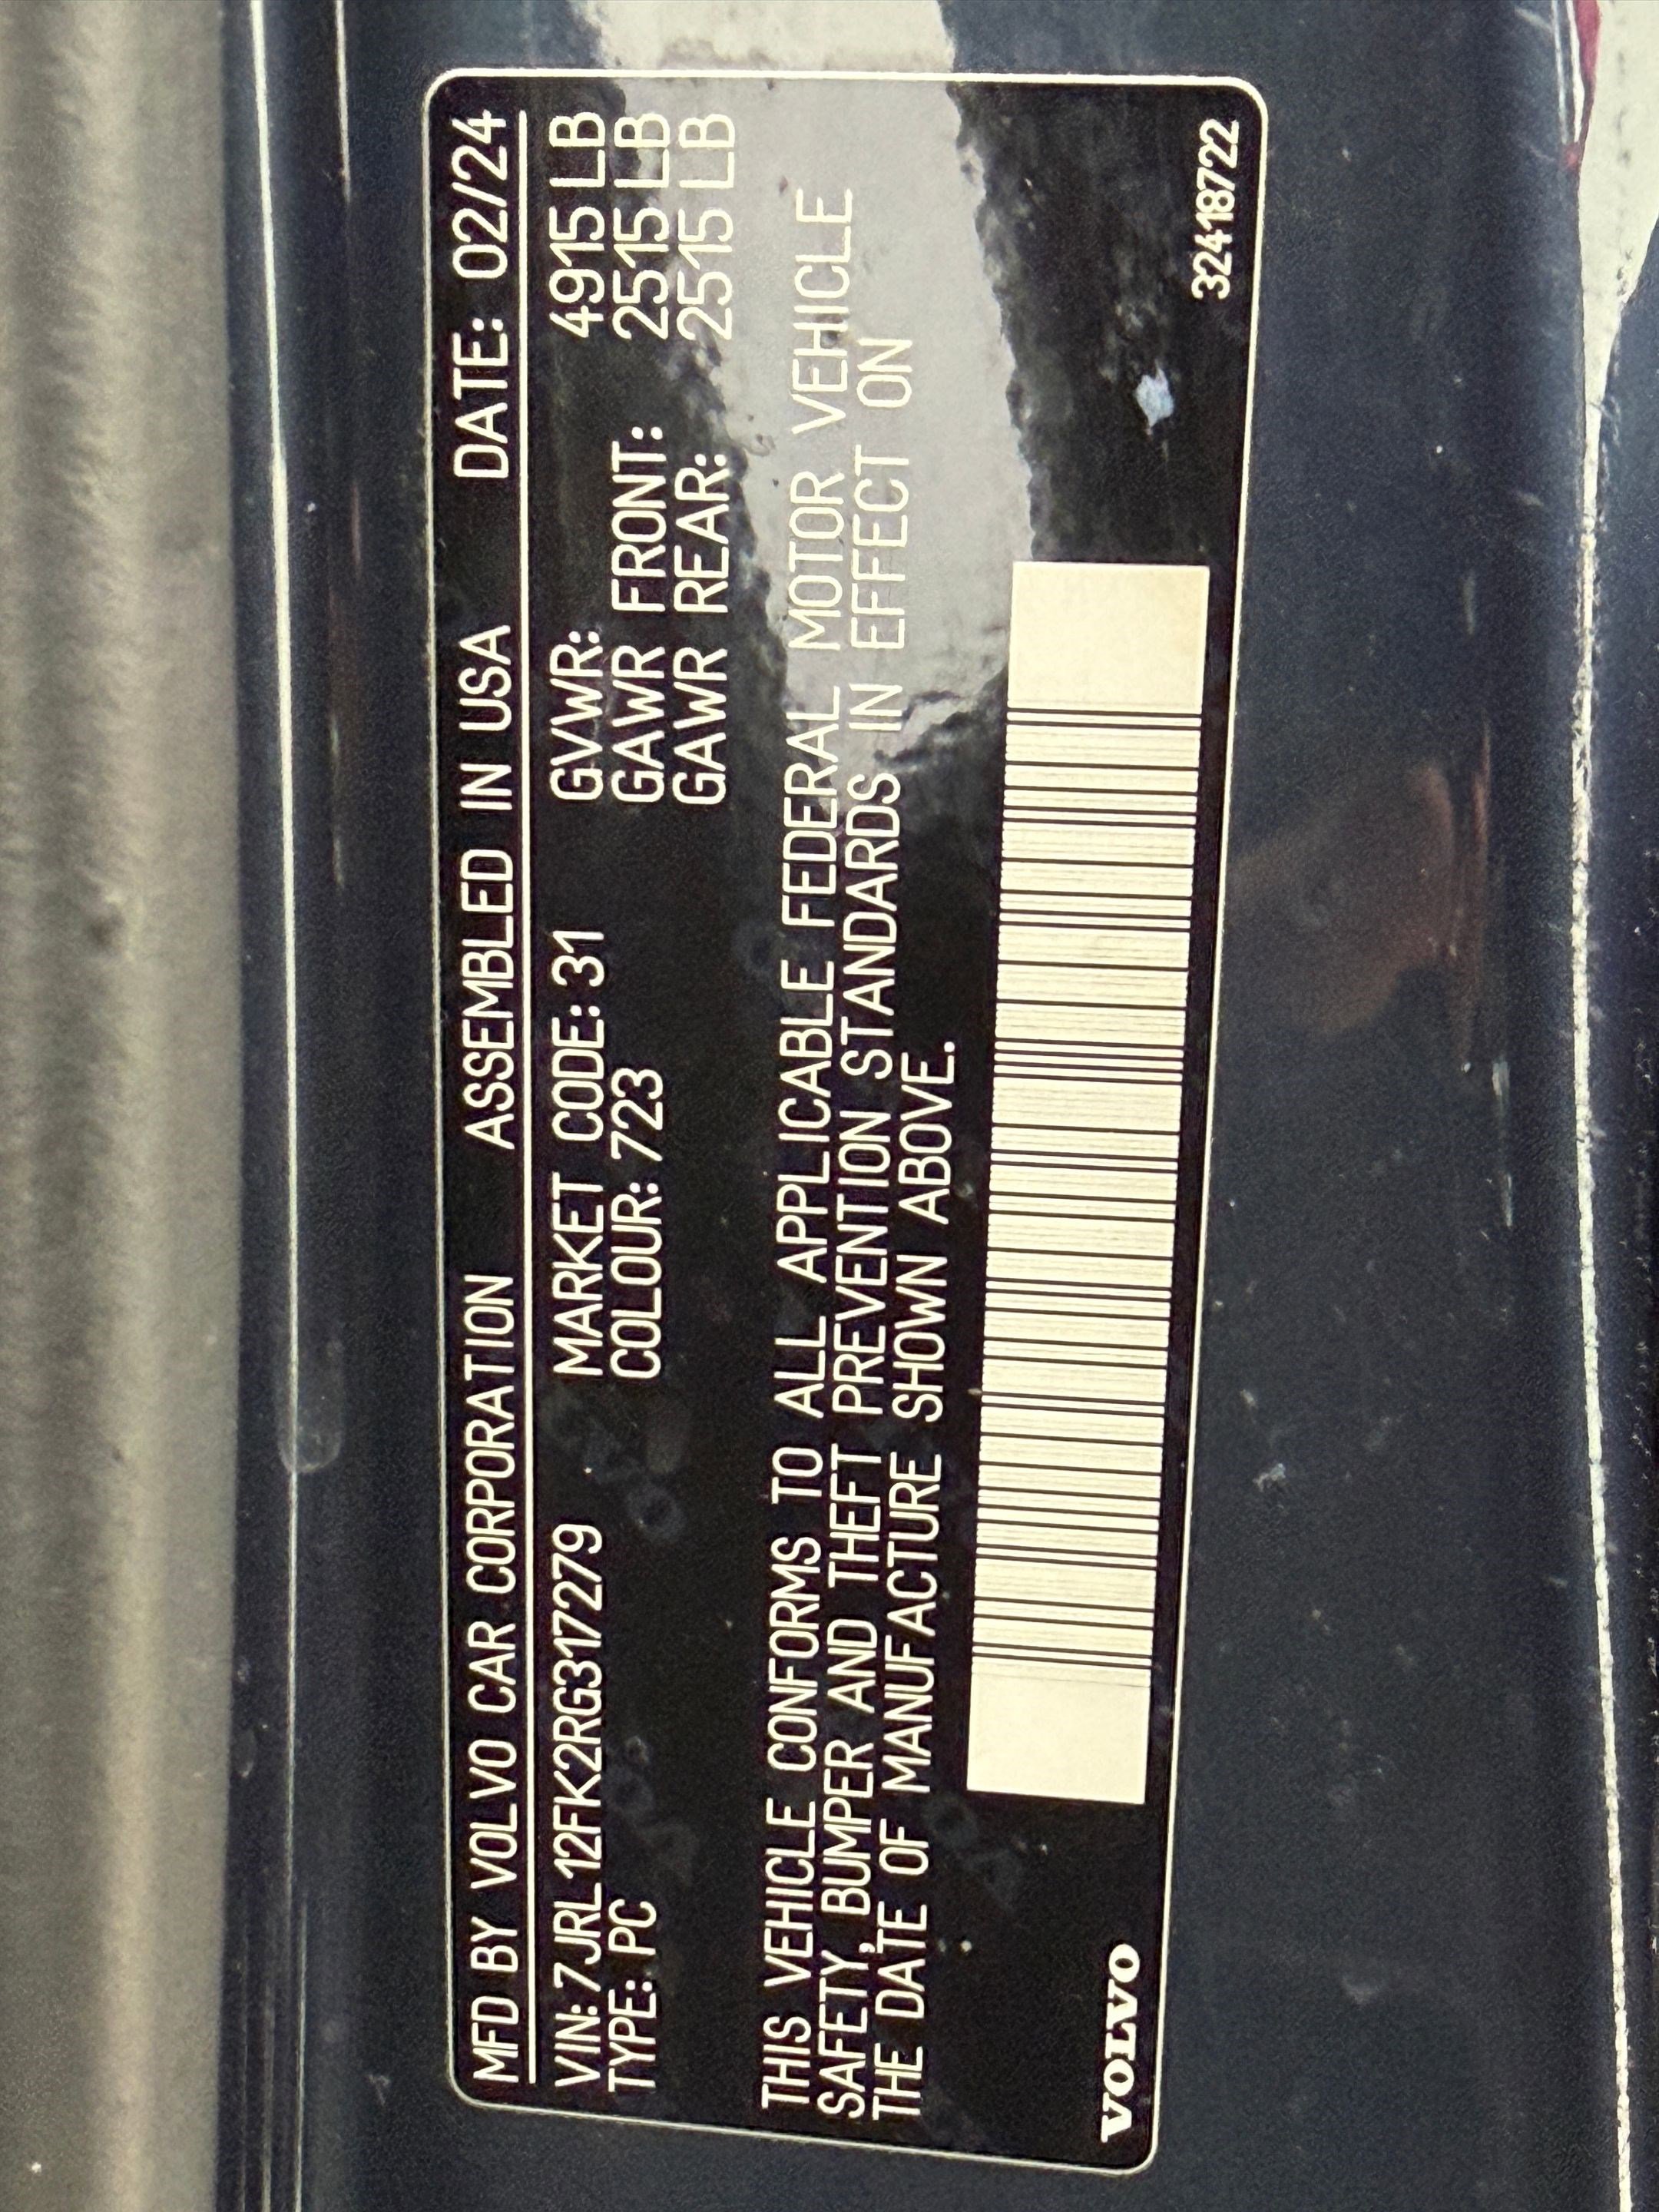 MFD BY VOLVO CAR CORPORATION ASSEMBLED IN USA DATE: 02/24
VIN: 7JRL12FK2RG317279 MARKET CODE: 31 GVWR: 4915 LB
TYPE: PC COLOUR: 723 GAWR FRONT: 2515 LB
GAWR REAR: 2515 LB
THIS VEHICLE CONFORMS TO ALL APPLICABLE FEDERAL MOTOR VEHICLE
SAFETY, BUMPER AND THEFT PREVENTION STANDARDS IN EFFECT ON
THE DATE OF MANUFACTURE SHOWN ABOVE.
VOLVO 32418722